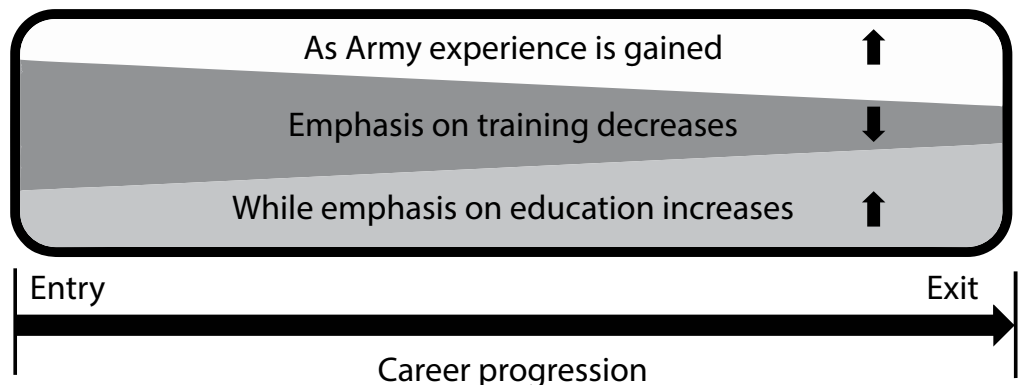 As Army experience is gained
Emphasis on training decreases
While emphasis on education increases
Entry
Exit
Career progression